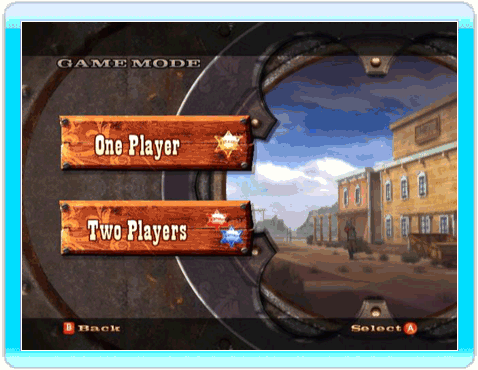 GAME MODE
One Player
Two Players
B Back
Select A